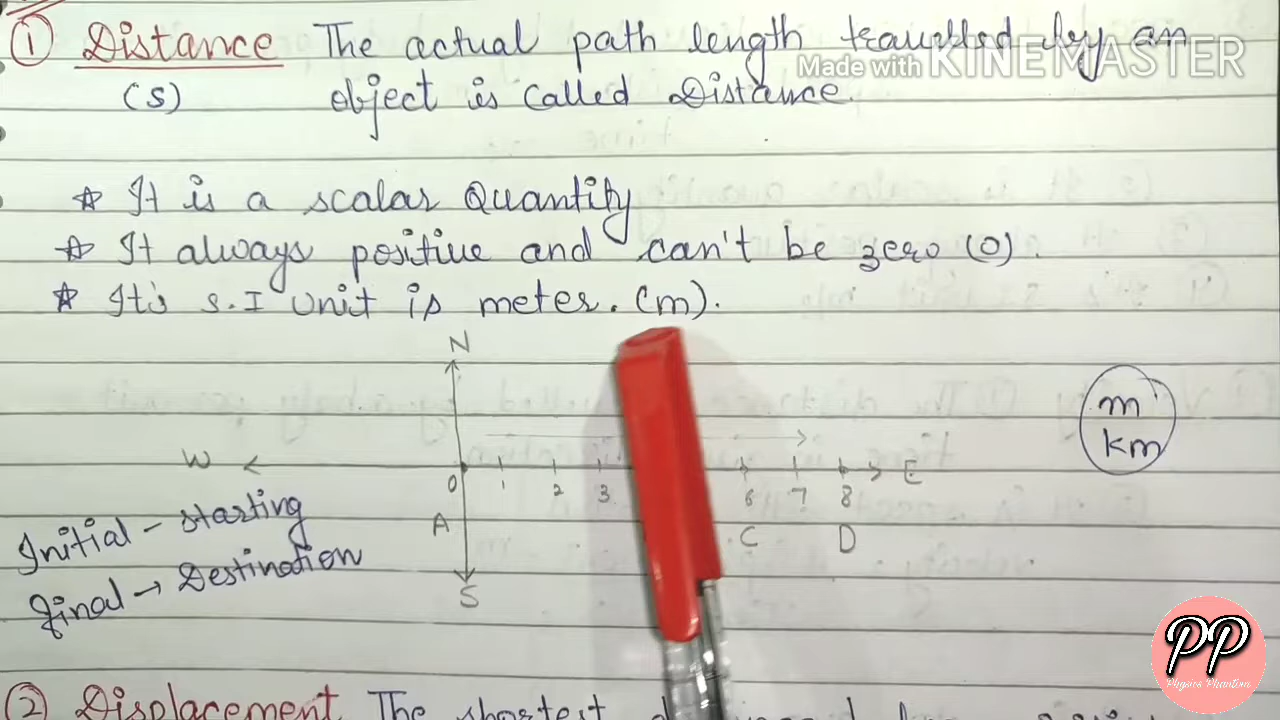 ① Distance The actual path length travelled by an
(S) object is called Distance.
Made with KINEMASTER
☆ It is a scalar Quantity
☆ It always positive and can't be zero (0).
☆ It's S.I Unit is meter. (m).
N
m
km
W E
0 1 2 3 6 7 8
A C D
S
Initial - starting
final → Destination
PP
Physics Phantom
② Displacement The shortest